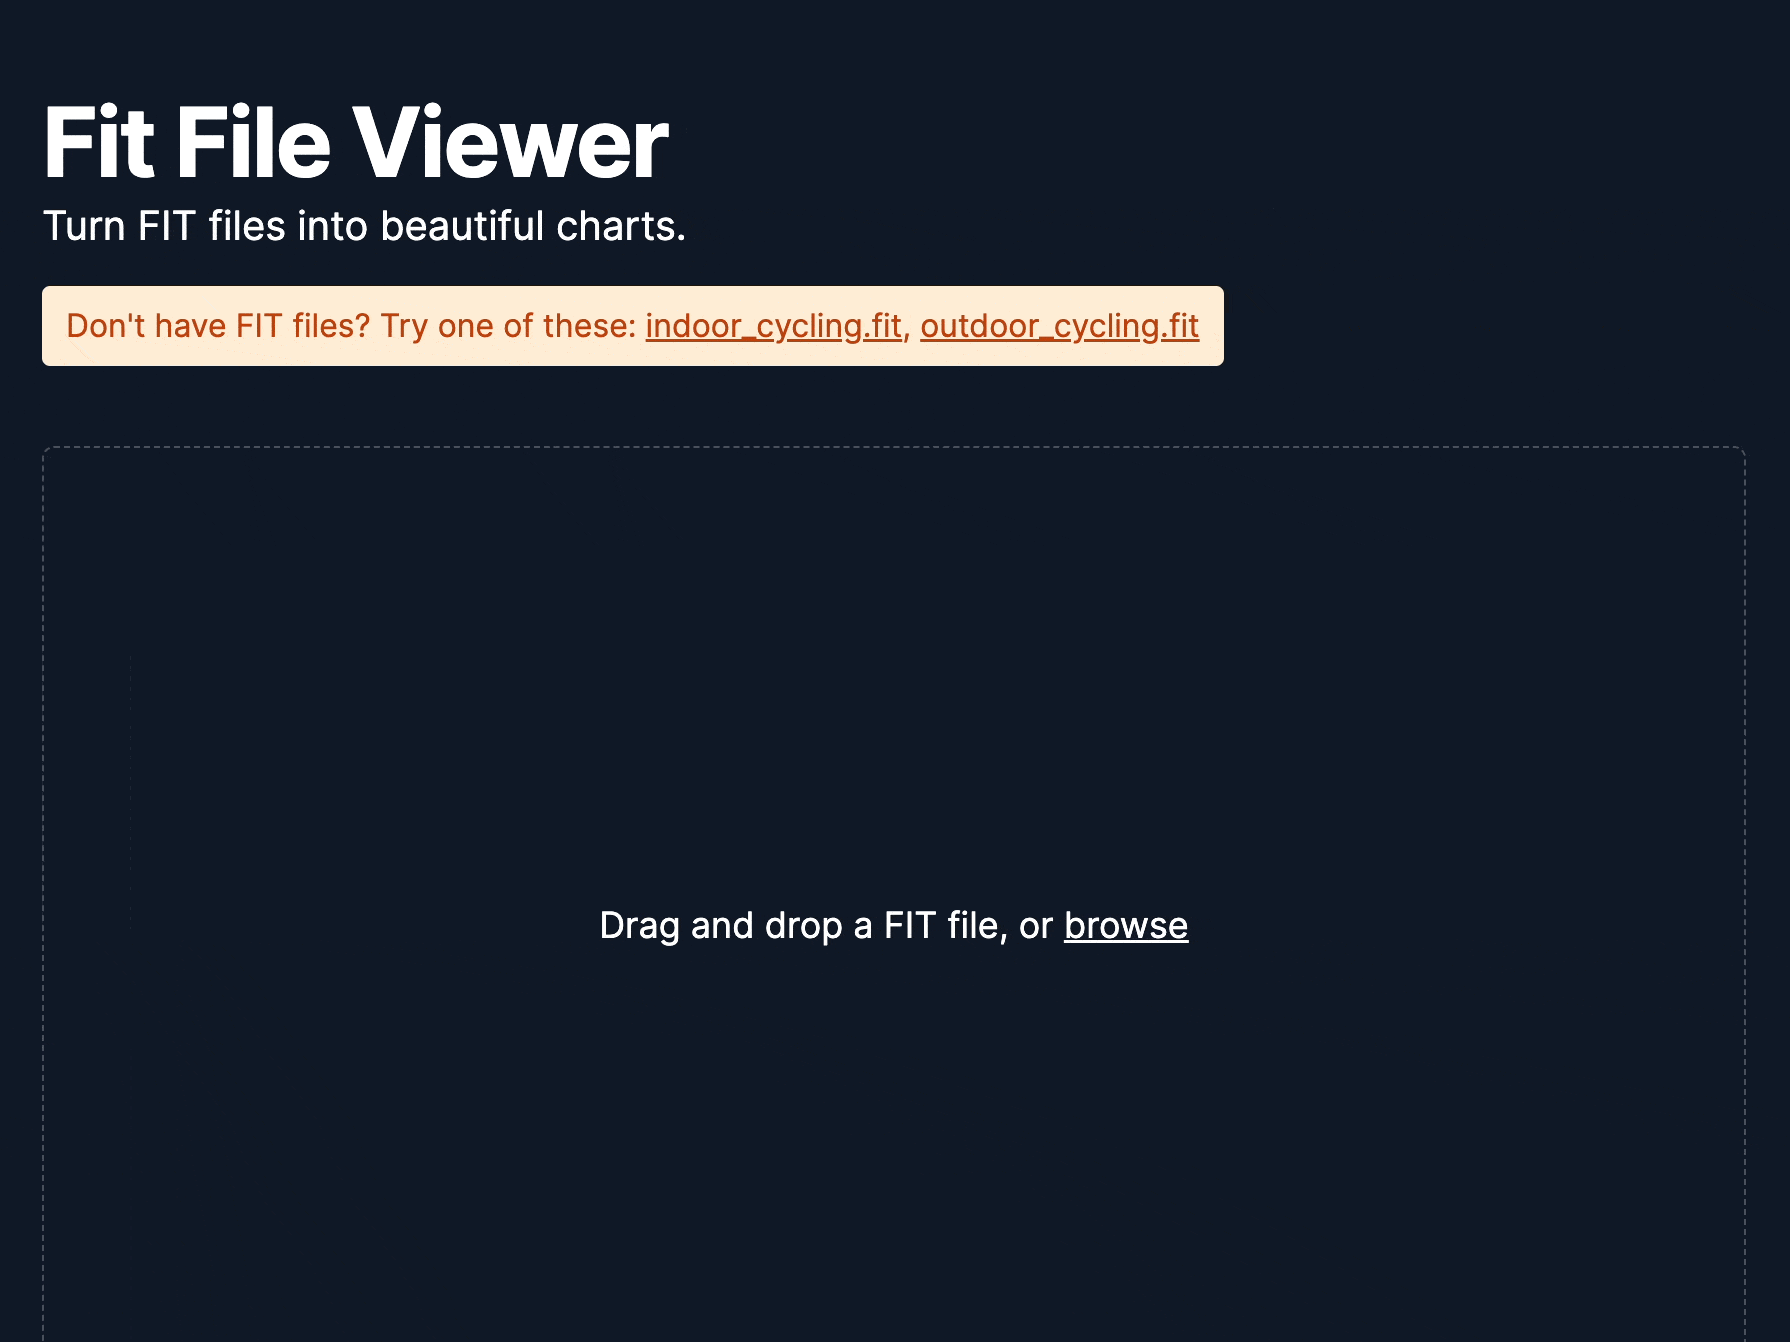 Fit File Viewer
Turn FIT files into beautiful charts.
Don't have FIT files? Try one of these: indoor_cycling.fit, outdoor_cycling.fit
Drag and drop a FIT file, or browse